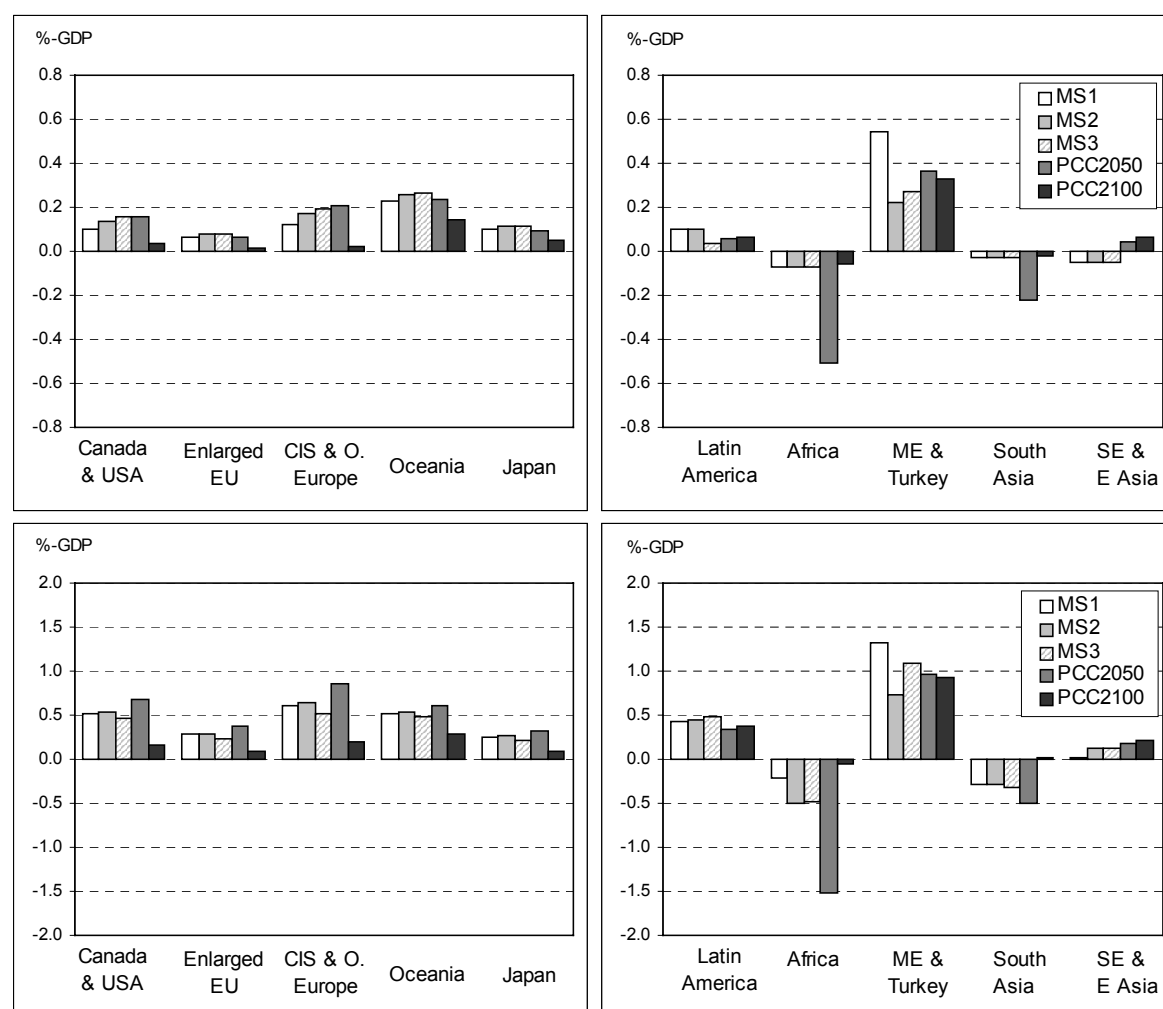 %-GDP
0.8
0.6
0.4
0.2
0.0
-0.2
-0.4
-0.6
-0.8
Canada & USA
Enlarged EU
CIS & O. Europe
Oceania
Japan
0.8
0.6
0.4
0.2
0.0
-0.2
-0.4
-0.6
-0.8
MS1
MS2
MS3
PCC2050
PCC2100
Latin America
Africa
ME & Turkey
South Asia
SE & E Asia
%-GDP
2.0
1.5
1.0
0.5
0.0
-0.5
-1.0
-1.5
-2.0
Canada & USA
Enlarged EU
CIS & O. Europe
Oceania
Japan
%-GDP
2.0
1.5
1.0
0.5
0.0
-0.5
-1.0
-1.5
-2.0
MS1
MS2
MS3
PCC2050
PCC2100
Latin America
Africa
ME & Turkey
South Asia
SE & E Asia